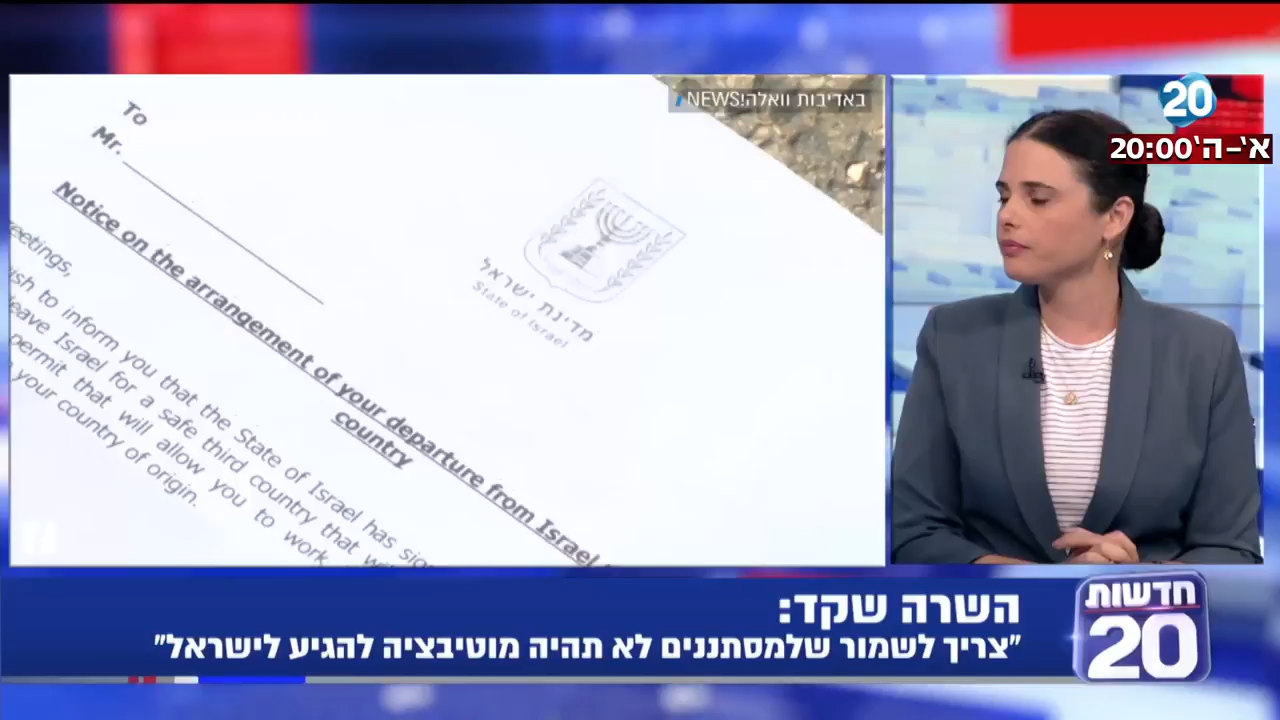 באדיבות וואלה!NEWS
20
א'-ה'20:00
To
Mr.
מדינת ישראל
State of Israel
Notice on the arrangement of your departure from Israel
country
eetings,
ish to inform you that the State of Israel has sig
leave Israel for a safe third country that
permit that will allow you to work
your country of origin.
השרה שקד:
"צריך לשמור שלמסתננים לא תהיה מוטיבציה להגיע לישראל"
חדשות
20